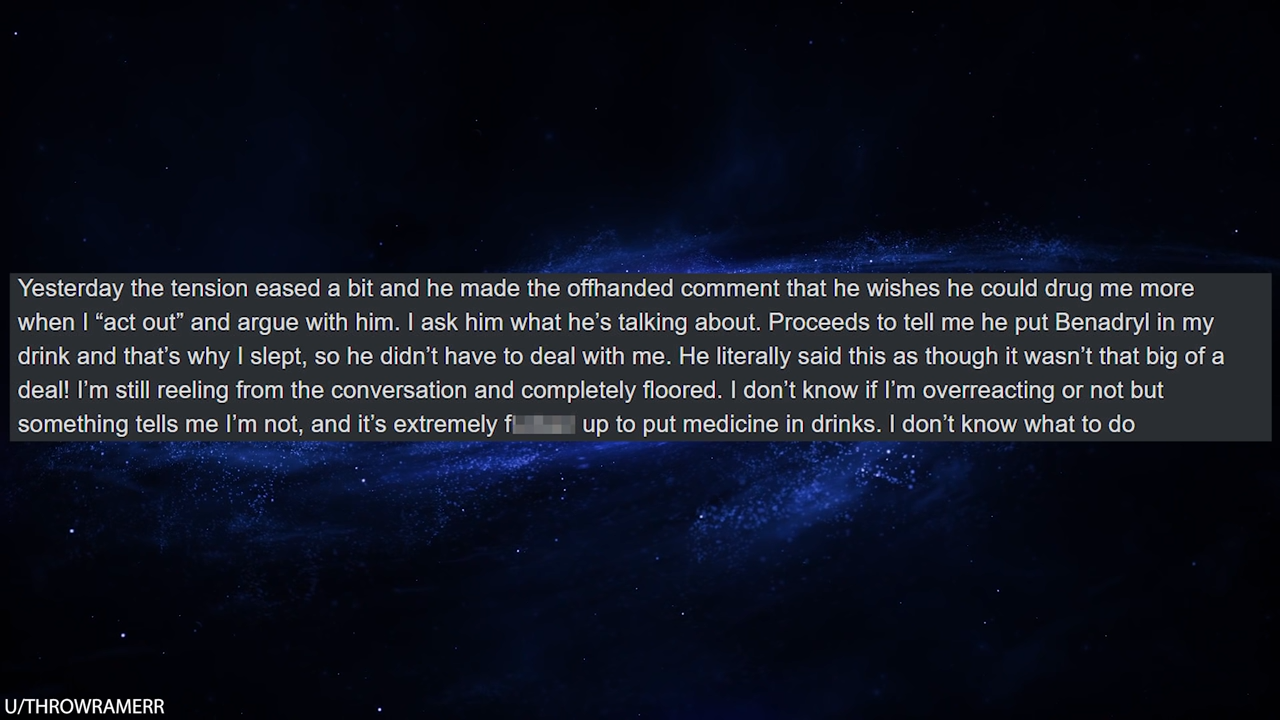 Yesterday the tension eased a bit and he made the offhanded comment that he wishes he could drug me more
when I “act out” and argue with him. I ask him what he’s talking about. Proceeds to tell me he put Benadryl in my
drink and that’s why I slept, so he didn’t have to deal with me. He literally said this as though it wasn’t that big of a
deal! I’m still reeling from the conversation and completely floored. I don’t know if I’m overreacting or not but
something tells me I’m not, and it’s extremely f up to put medicine in drinks. I don’t know what to do
U/THROWRAMERR